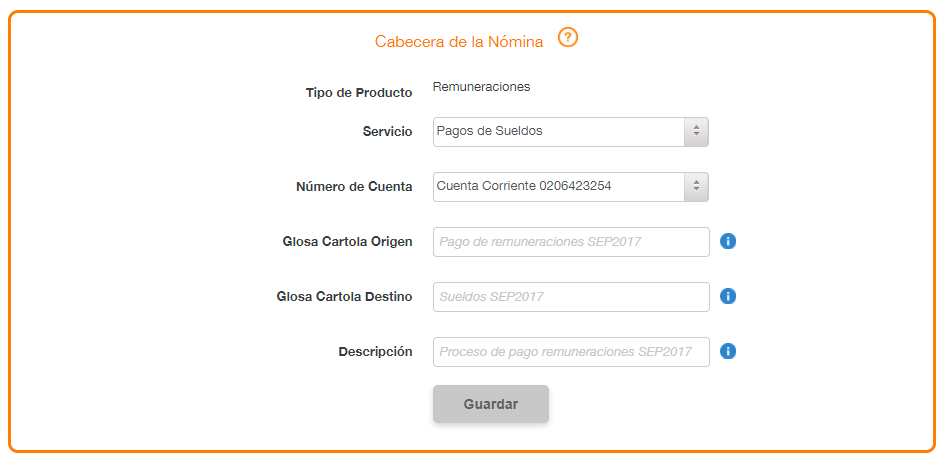 Cabecera de la Nómina ?
Tipo de Producto Remuneraciones
Servicio Pagos de Sueldos
Número de Cuenta Cuenta Corriente 0206423254
Glosa Cartola Origen Pago de remuneraciones SEP2017 i
Glosa Cartola Destino Sueldos SEP2017 i
Descripción Proceso de pago remuneraciones SEP2017 i
Guardar